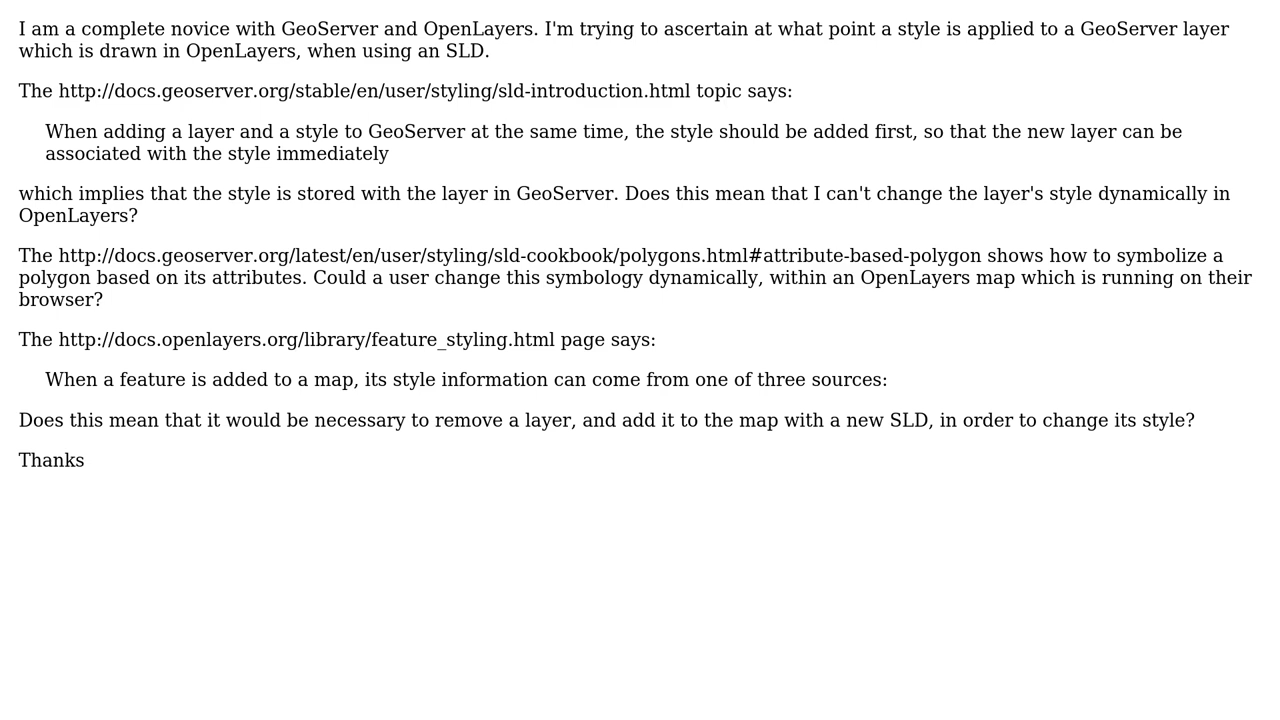 I am a complete novice with GeoServer and OpenLayers. I'm trying to ascertain at what point a style is applied to a GeoServer layer
which is drawn in OpenLayers, when using an SLD.
The http://docs.geoserver.org/stable/en/user/styling/sld-introduction.html topic says:
When adding a layer and a style to GeoServer at the same time, the style should be added first, so that the new layer can be
associated with the style immediately
which implies that the style is stored with the layer in GeoServer. Does this mean that I can't change the layer's style dynamically in
OpenLayers?
The http://docs.geoserver.org/latest/en/user/styling/sld-cookbook/polygons.html#attribute-based-polygon shows how to symbolize a
polygon based on its attributes. Could a user change this symbology dynamically, within an OpenLayers map which is running on their
browser?
The http://docs.openlayers.org/library/feature_styling.html page says:
When a feature is added to a map, its style information can come from one of three sources:
Does this mean that it would be necessary to remove a layer, and add it to the map with a new SLD, in order to change its style?
Thanks